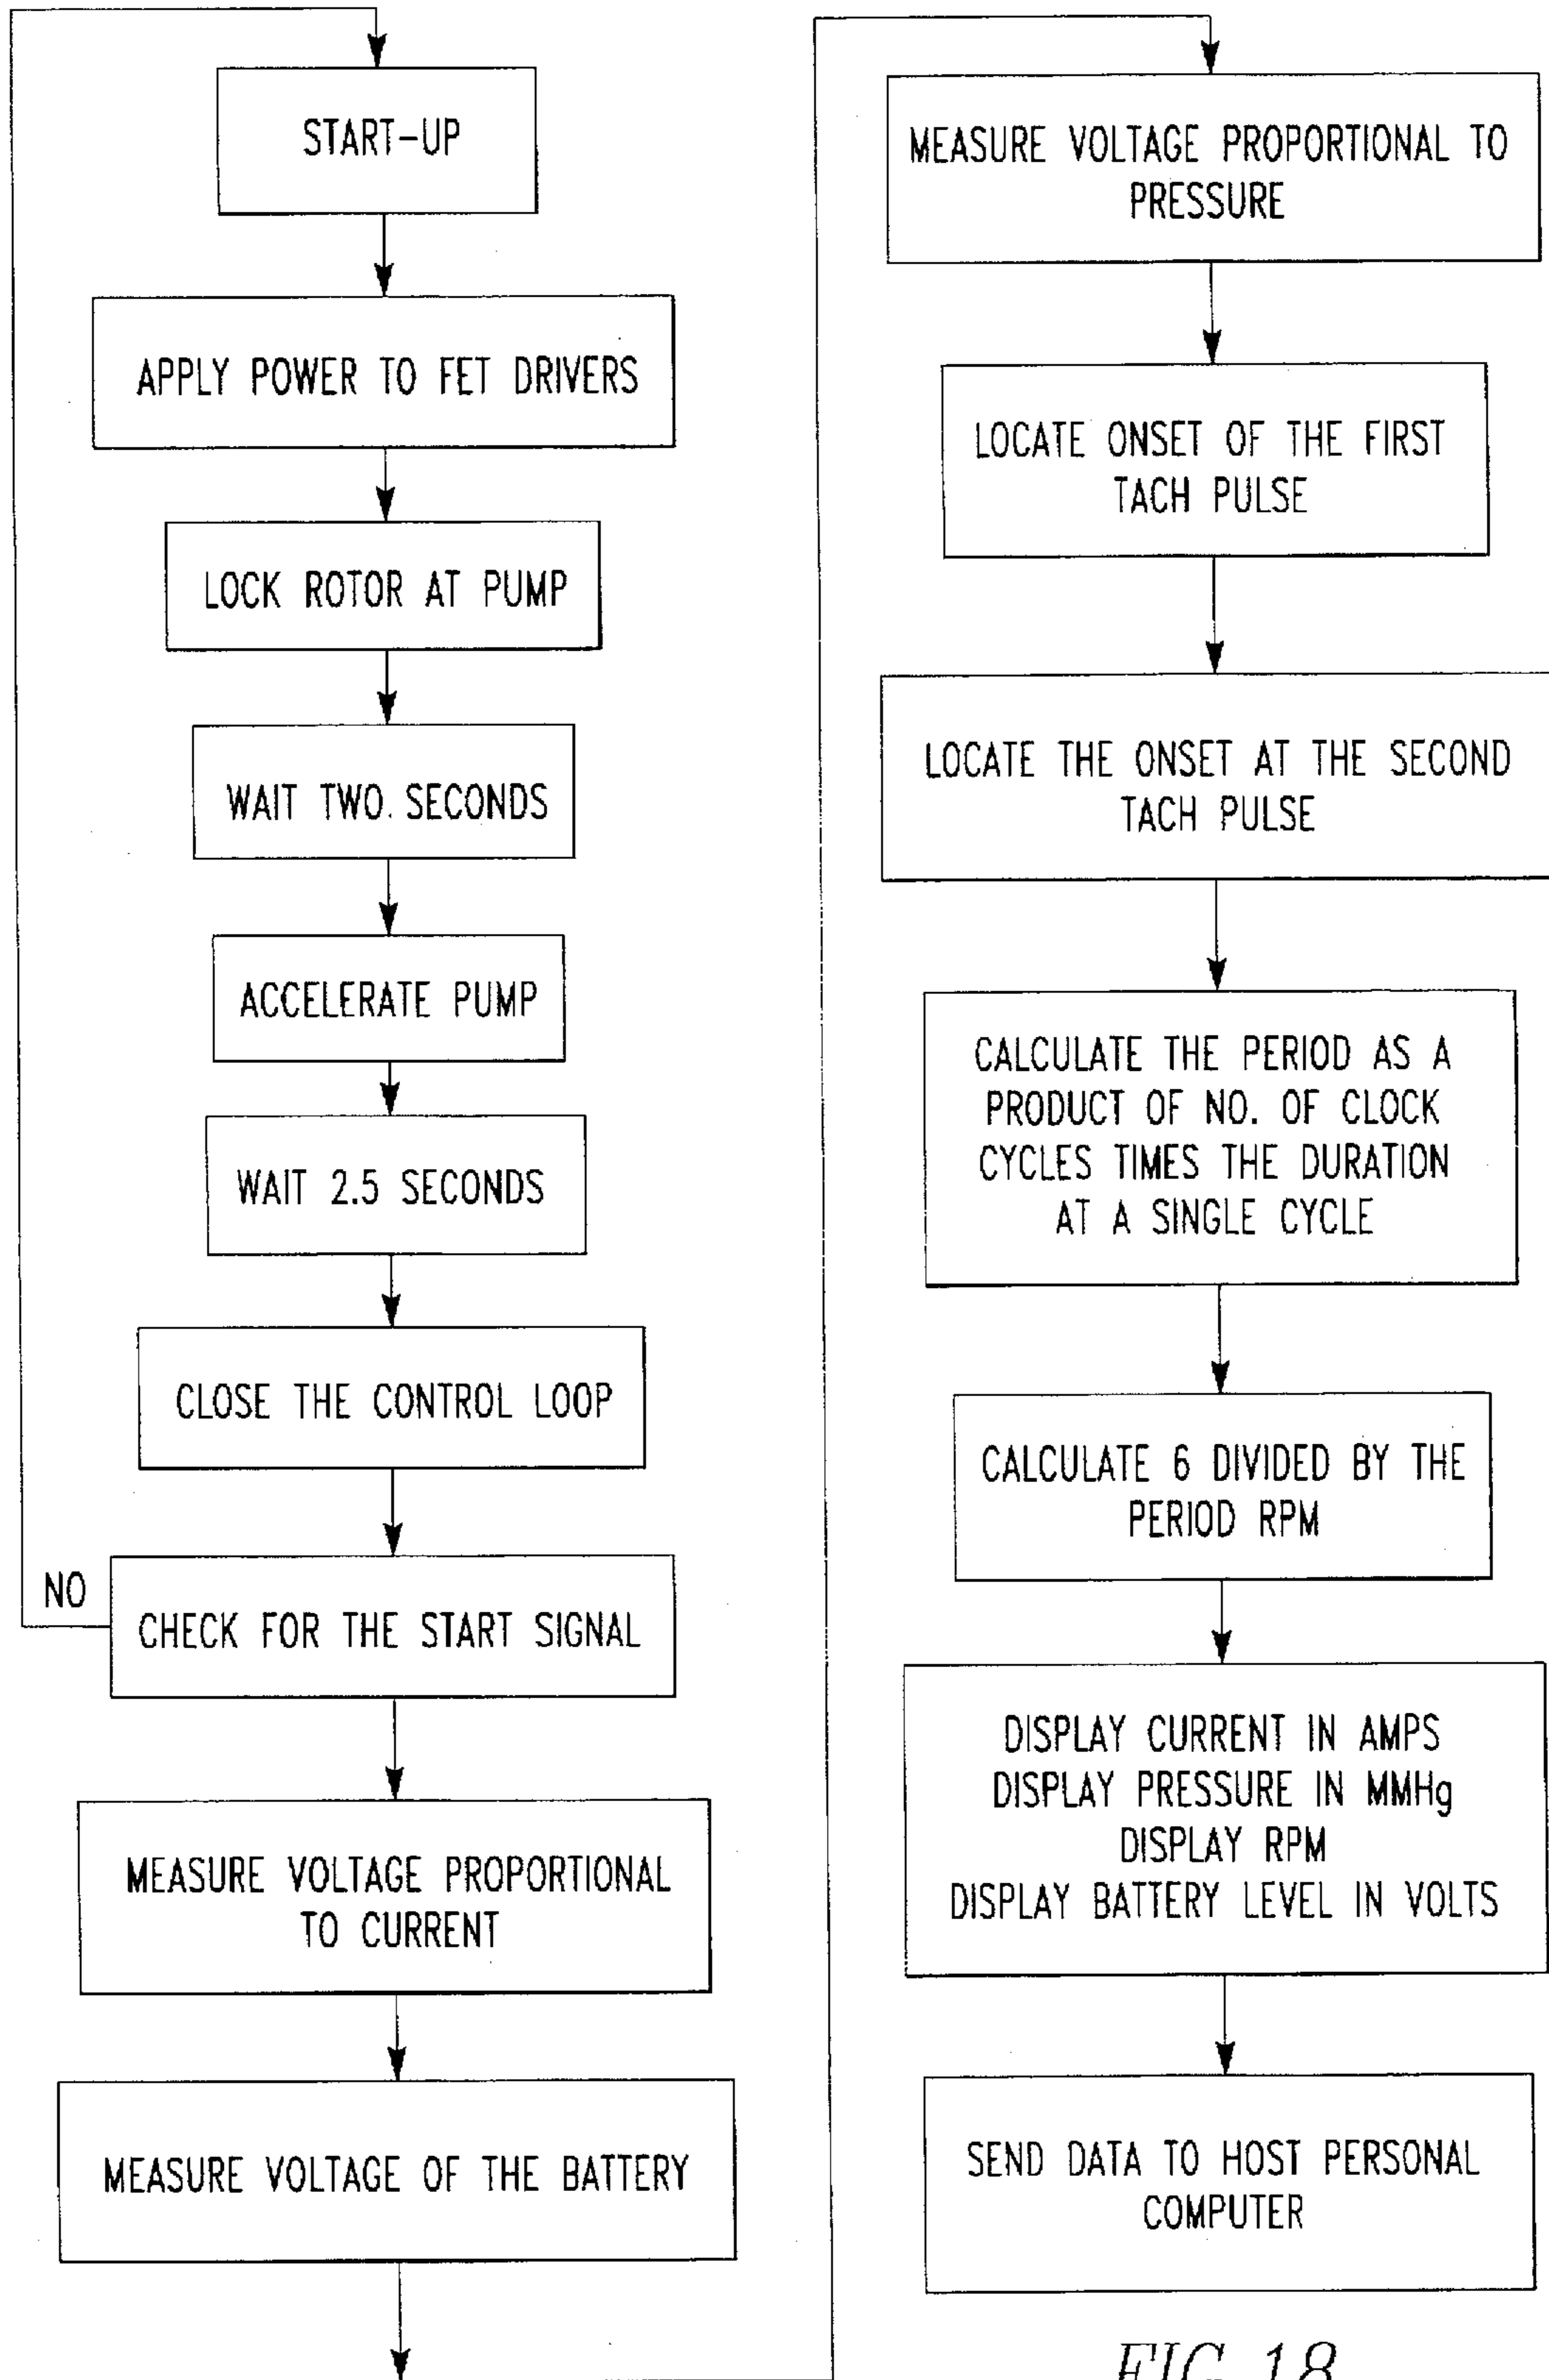 START-UP
APPLY POWER TO FET DRIVERS
LOCK ROTOR AT PUMP
WAIT TWO. SECONDS
ACCELERATE PUMP
WAIT 2.5 SECONDS
CLOSE THE CONTROL LOOP
NO
CHECK FOR THE START SIGNAL
MEASURE VOLTAGE PROPORTIONAL
TO CURRENT
MEASURE VOLTAGE OF THE BATTERY
MEASURE VOLTAGE PROPORTIONAL TO
PRESSURE
LOCATE ONSET OF THE FIRST
TACH PULSE
LOCATE THE ONSET AT THE SECOND
TACH PULSE
CALCULATE THE PERIOD AS A
PRODUCT OF NO. OF CLOCK
CYCLES TIMES THE DURATION
AT A SINGLE CYCLE
CALCULATE 6 DIVIDED BY THE
PERIOD RPM
DISPLAY CURRENT IN AMPS
DISPLAY PRESSURE IN MMHg
DISPLAY RPM
DISPLAY BATTERY LEVEL IN VOLTS
SEND DATA TO HOST PERSONAL
COMPUTER
FIG. 18